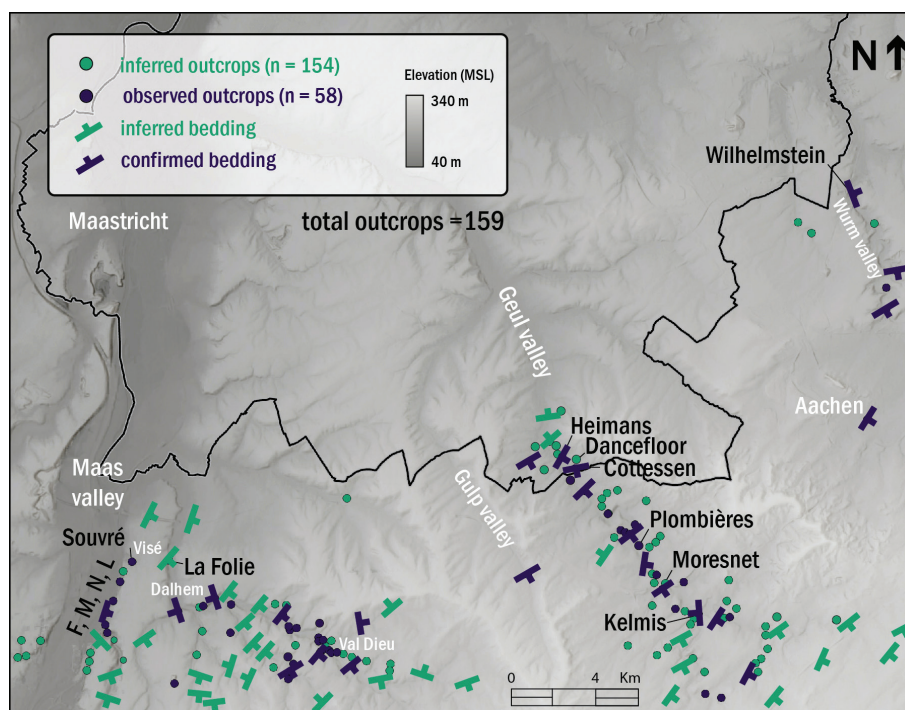 inferred outcrops (n = 154)
observed outcrops (n = 58)
inferred bedding
confirmed bedding
Elevation (MSL)
340 m
40 m
N
Wilhelmstein
Maastricht
total outcrops =159
Wurm valley
Geul valley
Aachen
Heimans
Dancefloor
Cottessen
Maas
valley
Gulp valley
Plombières
Souvré
Visé
La Folie
Moresnet
Dalhem
F, M, N, L
Kelmis
Val Dieu
0 4 Km